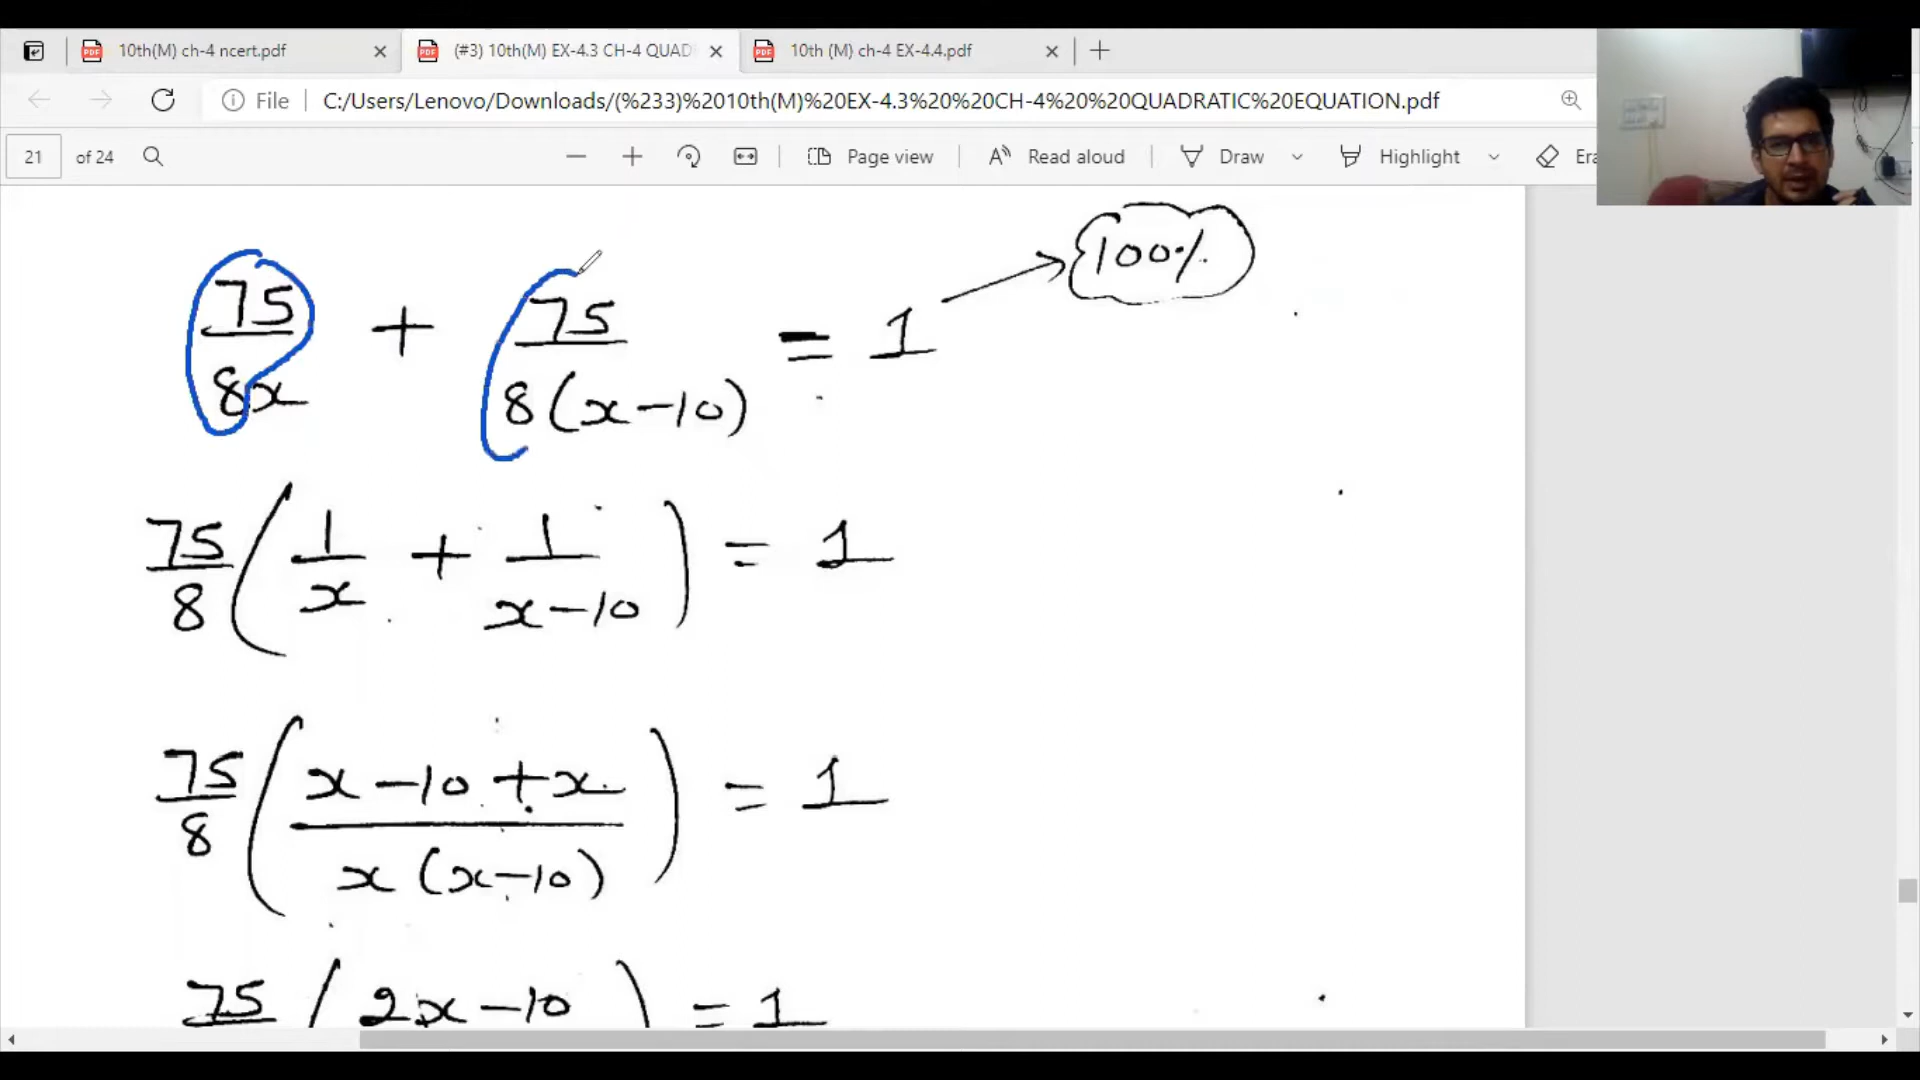 10th(M) ch-4 ncert.pdf
(#3) 10th(M) EX-4.3 CH-4 QUAD
10th (M) ch-4 EX-4.4.pdf
File
C:/Users/Lenovo/Downloads/(%233)%2010th(M)%20EX-4.3%20%20CH-4%20%20QUADRATIC%20EQUATION.pdf
21 of 24
Page view
Read aloud
Draw
Highlight
Era
75/8x + 75/8(x-10) = 1 → 100%
75/8 (1/x + 1/x-10) = 1
75/8 (x-10+x/x(x-10)) = 1
75 (2x-10) = 1